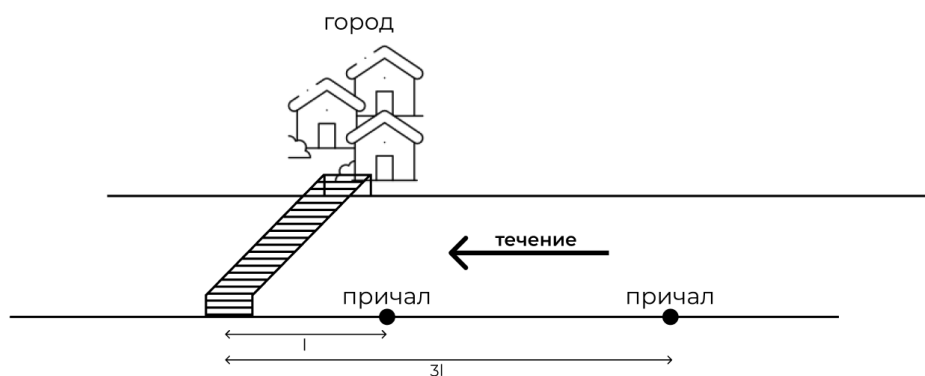 город
течение
причал
причал
l
3l